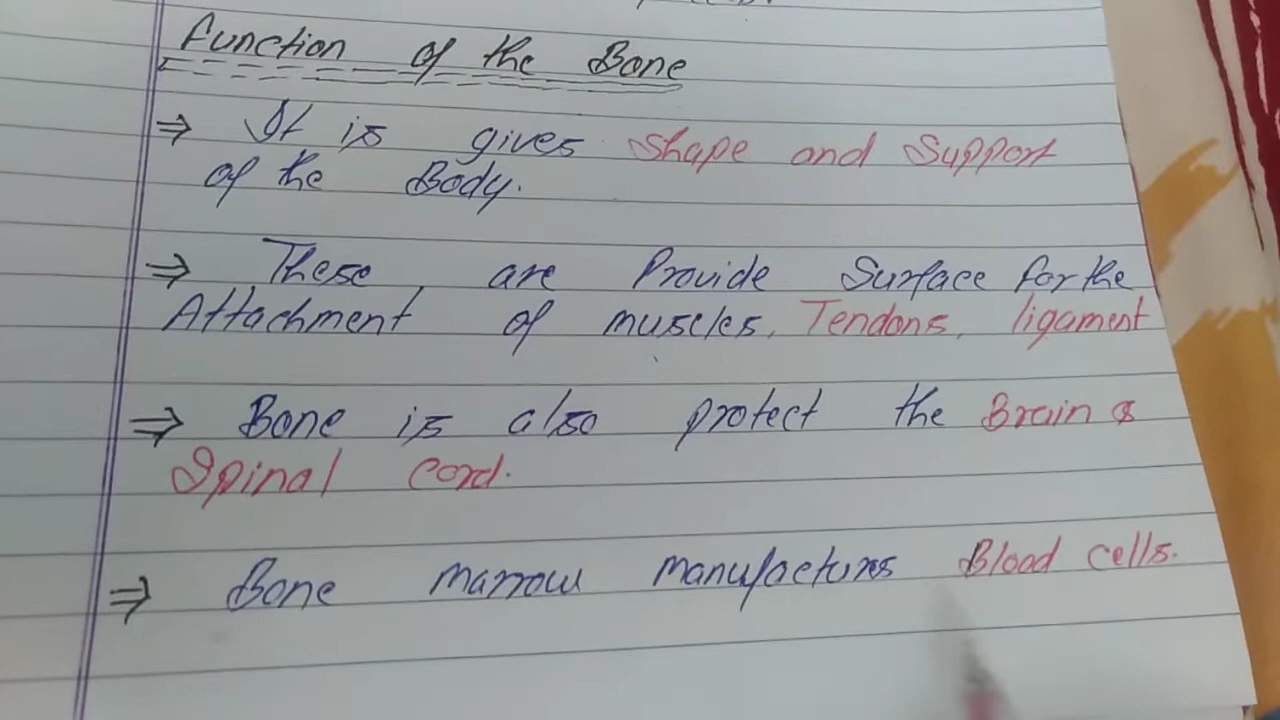 Function of the Bone
⇒ It is gives shape and Support
of the Body.
⇒ These, are Provide Surface for the
Attachment of muscles, Tendons, ligament
⇒ Bone is also protect the Brain &
Spinal cord.
⇒ Bone marrow manufactures Blood cells.